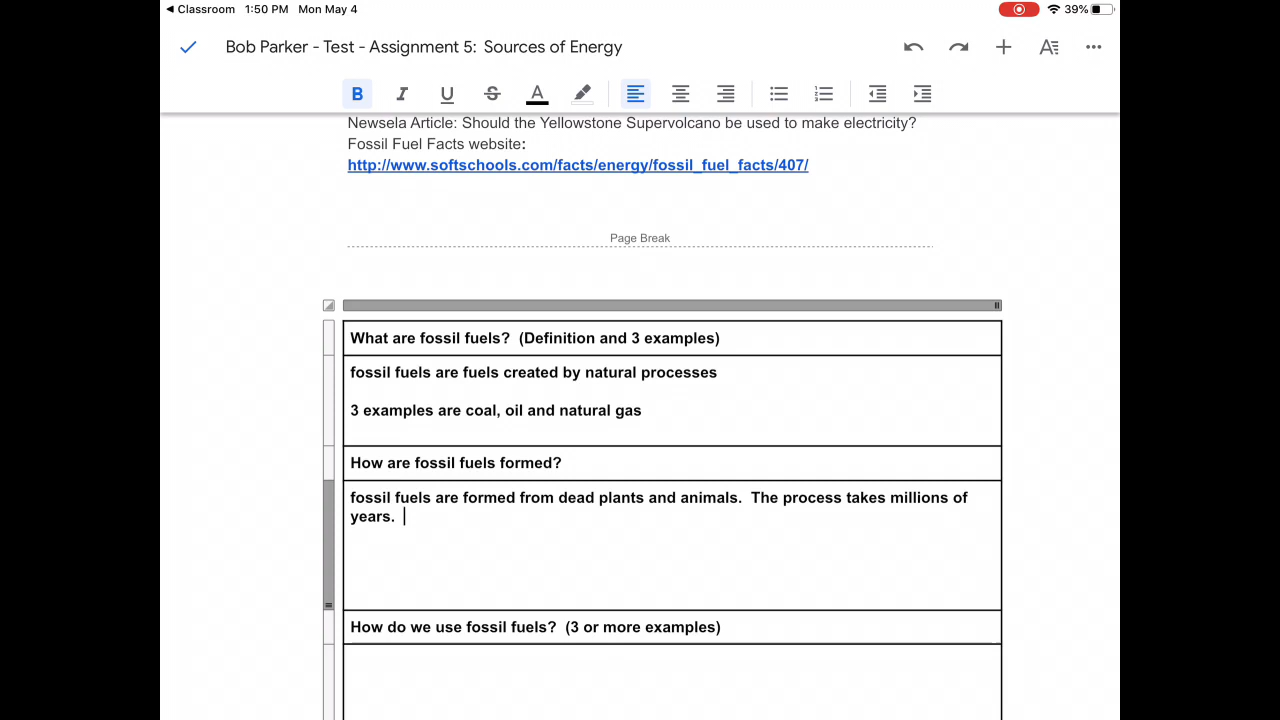 Classroom 1:50 PM Mon May 4 39%
Bob Parker - Test - Assignment 5: Sources of Energy
B I U S A
Newsela Article: Should the Yellowstone Supervolcano be used to make electricity?
Fossil Fuel Facts website:
http://www.softschools.com/facts/energy/fossil_fuel_facts/407/
Page Break
What are fossil fuels?  (Definition and 3 examples)
fossil fuels are fuels created by natural processes
3 examples are coal, oil and natural gas
How are fossil fuels formed?
fossil fuels are formed from dead plants and animals.  The process takes millions of
years.
How do we use fossil fuels?  (3 or more examples)